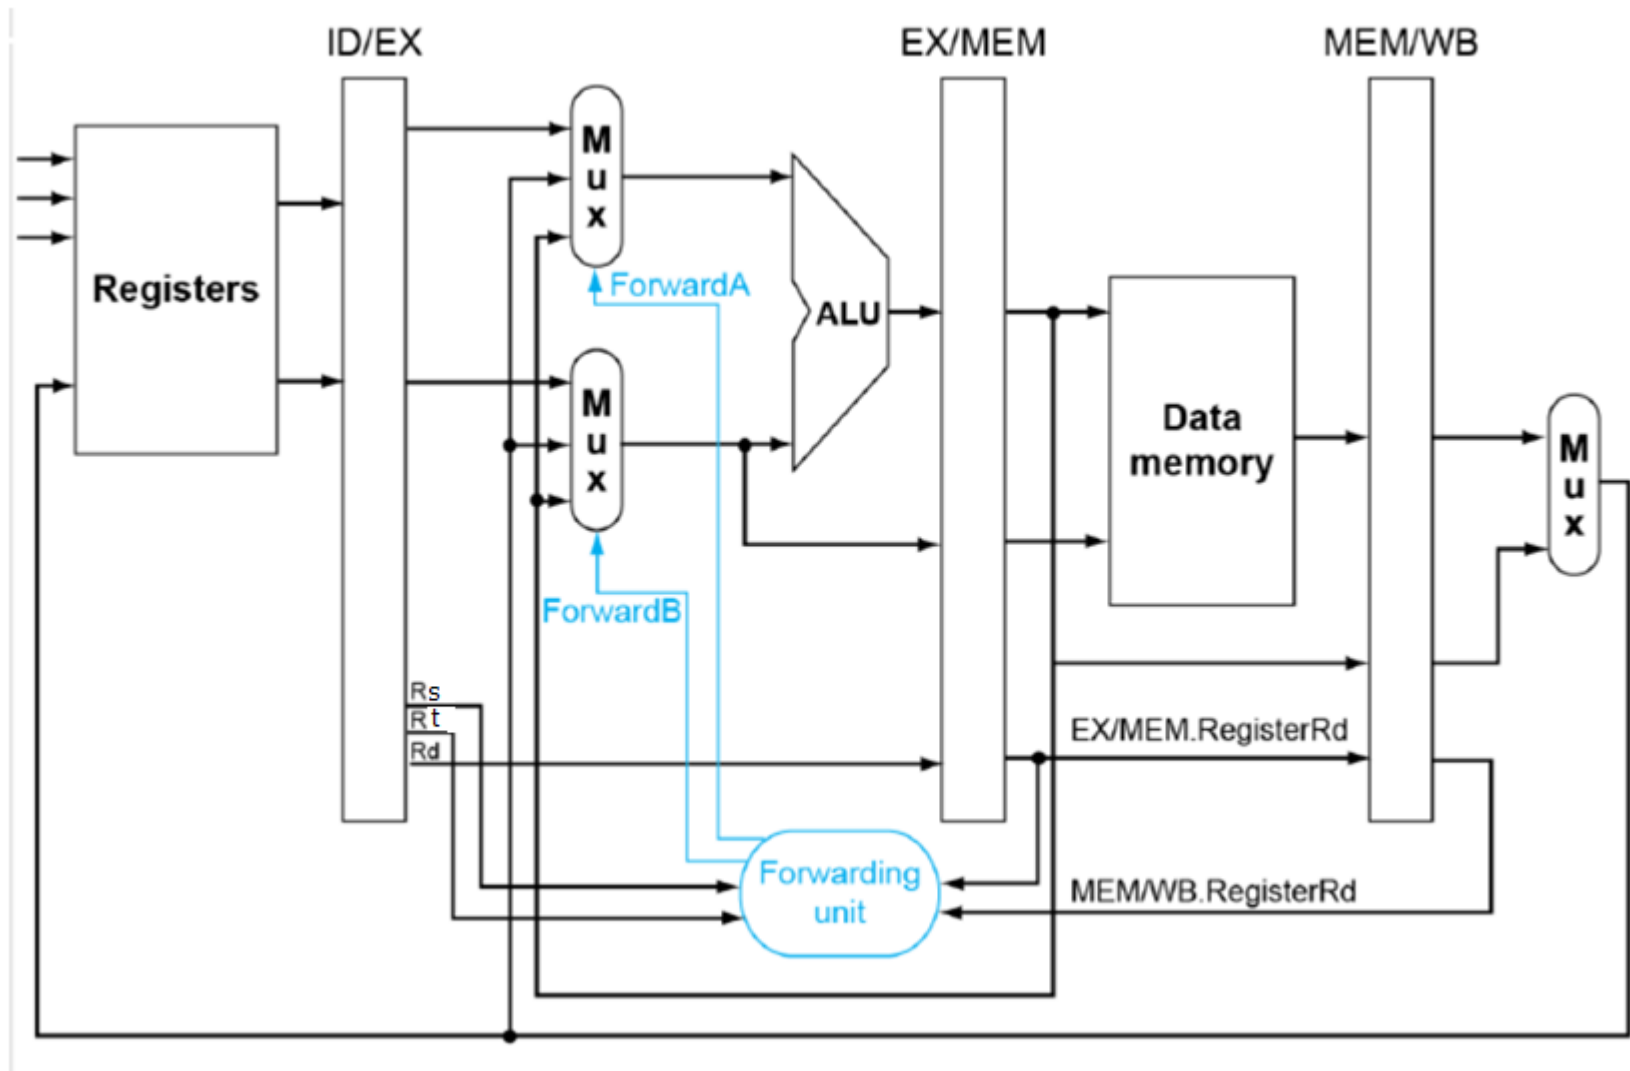 ID/EX
EX/MEM
MEM/WB
M
u
x
Registers
ForwardA
ALU
M
u
x
Data
memory
M
u
x
ForwardB
Rs
Rt
Rd
EX/MEM.RegisterRd
Forwarding
unit
MEM/WB.RegisterRd